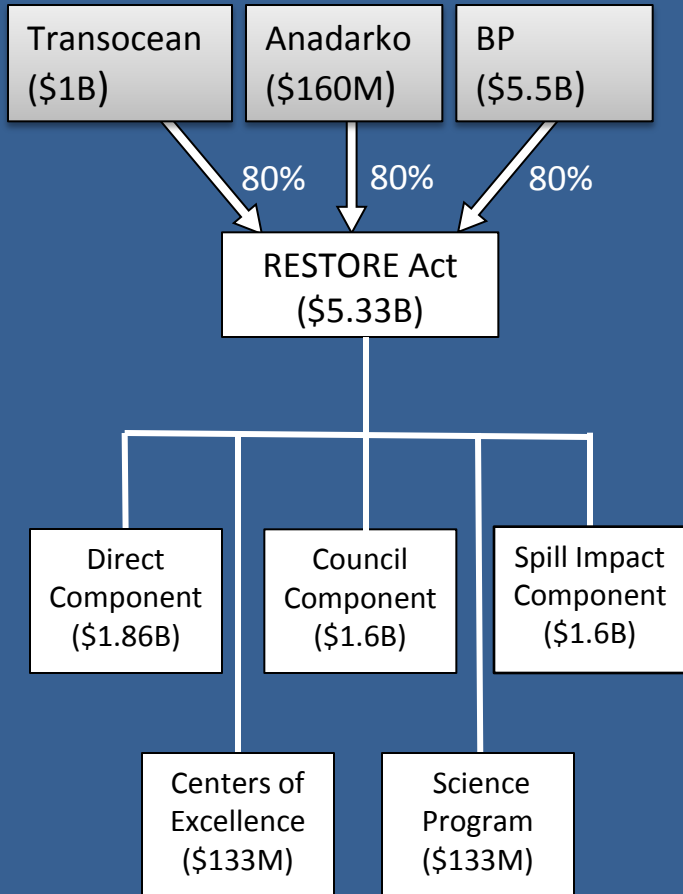 Transocean
($1B)
Anadarko
($160M)
BP
($5.5B)
80%
80%
80%
RESTORE Act
($5.33B)
Direct
Component
($1.86B)
Council
Component
($1.6B)
Spill Impact
Component
($1.6B)
Centers of
Excellence
($133M)
Science
Program
($133M)